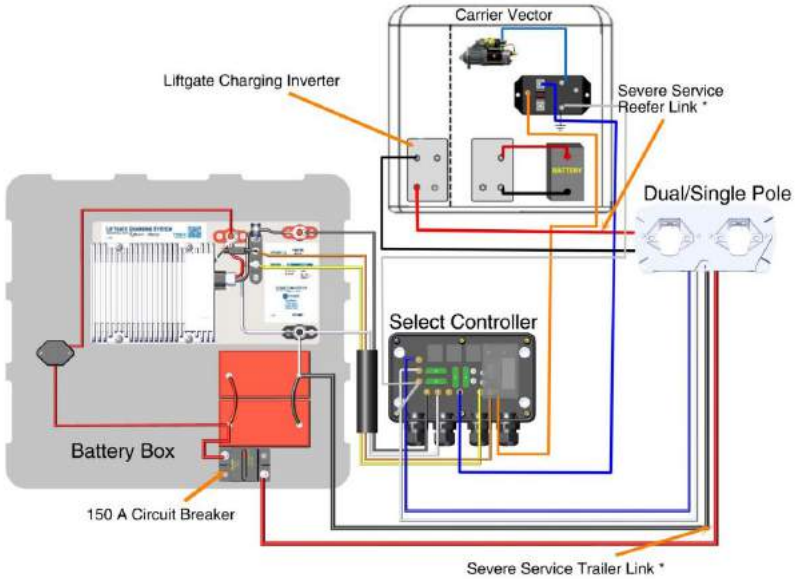 Carrier Vector
Liftgate Charging Inverter
Severe Service
Reefer Link *
BATTERY
Dual/Single Pole
LIFTGATE CHARGING SYSTEM
Select Controller
Battery Box
150 A Circuit Breaker
Severe Service Trailer Link *